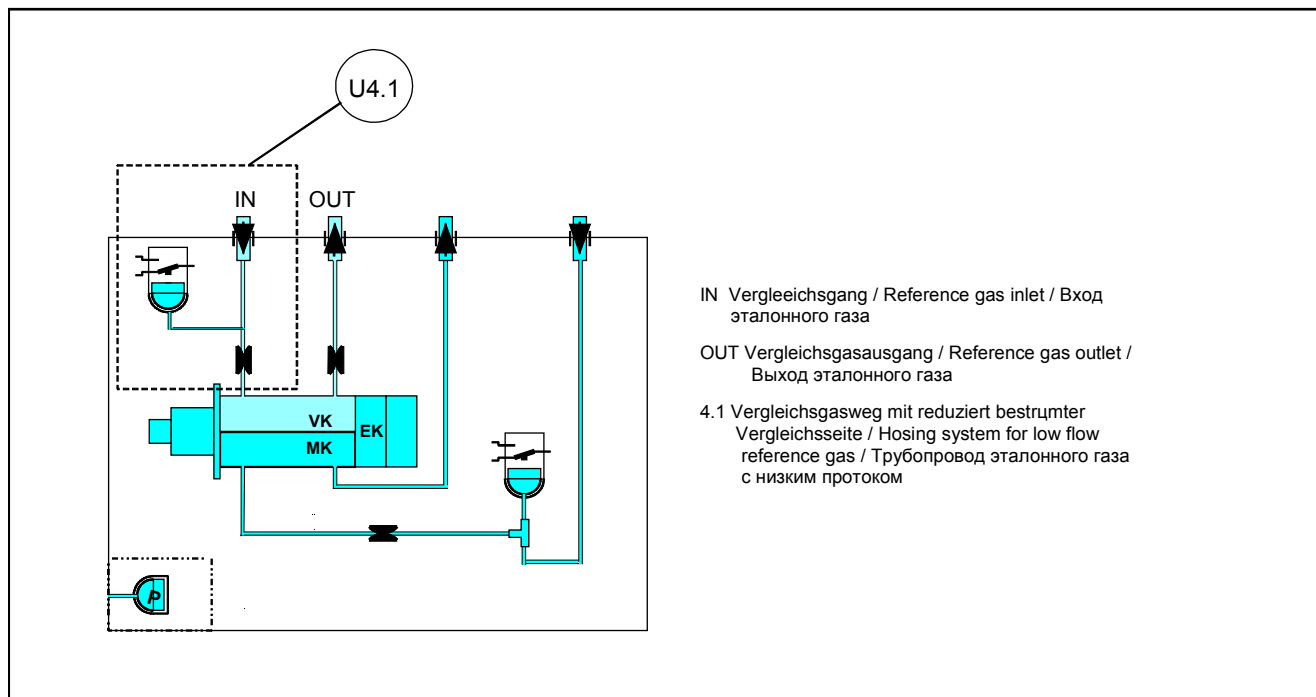 U4.1
IN OUT
VK
EK
MK
P
IN Vergleeichsgang / Reference gas inlet / Вход
эталонного газа
OUT Vergleichsgasausgang / Reference gas outlet /
Выход эталонного газа
4.1 Vergleichsgasweg mit reduziert bestrцmter
Vergleichsseite / Hosing system for low flow
reference gas / Трубопровод эталонного газа
с низким протоком